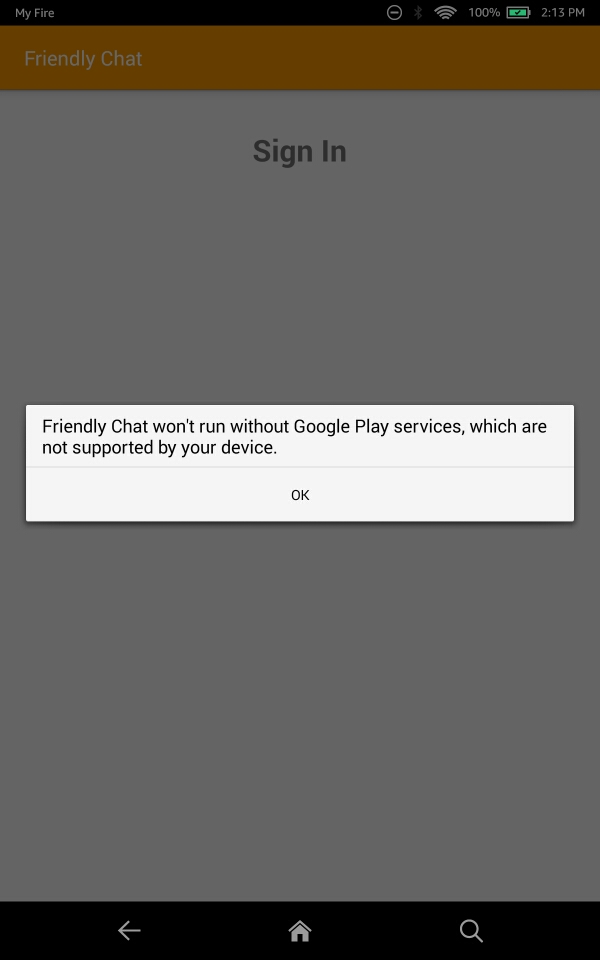 My Fire
100%
2:13 PM
Friendly Chat
Sign In
Friendly Chat won't run without Google Play services, which are
not supported by your device.
OK